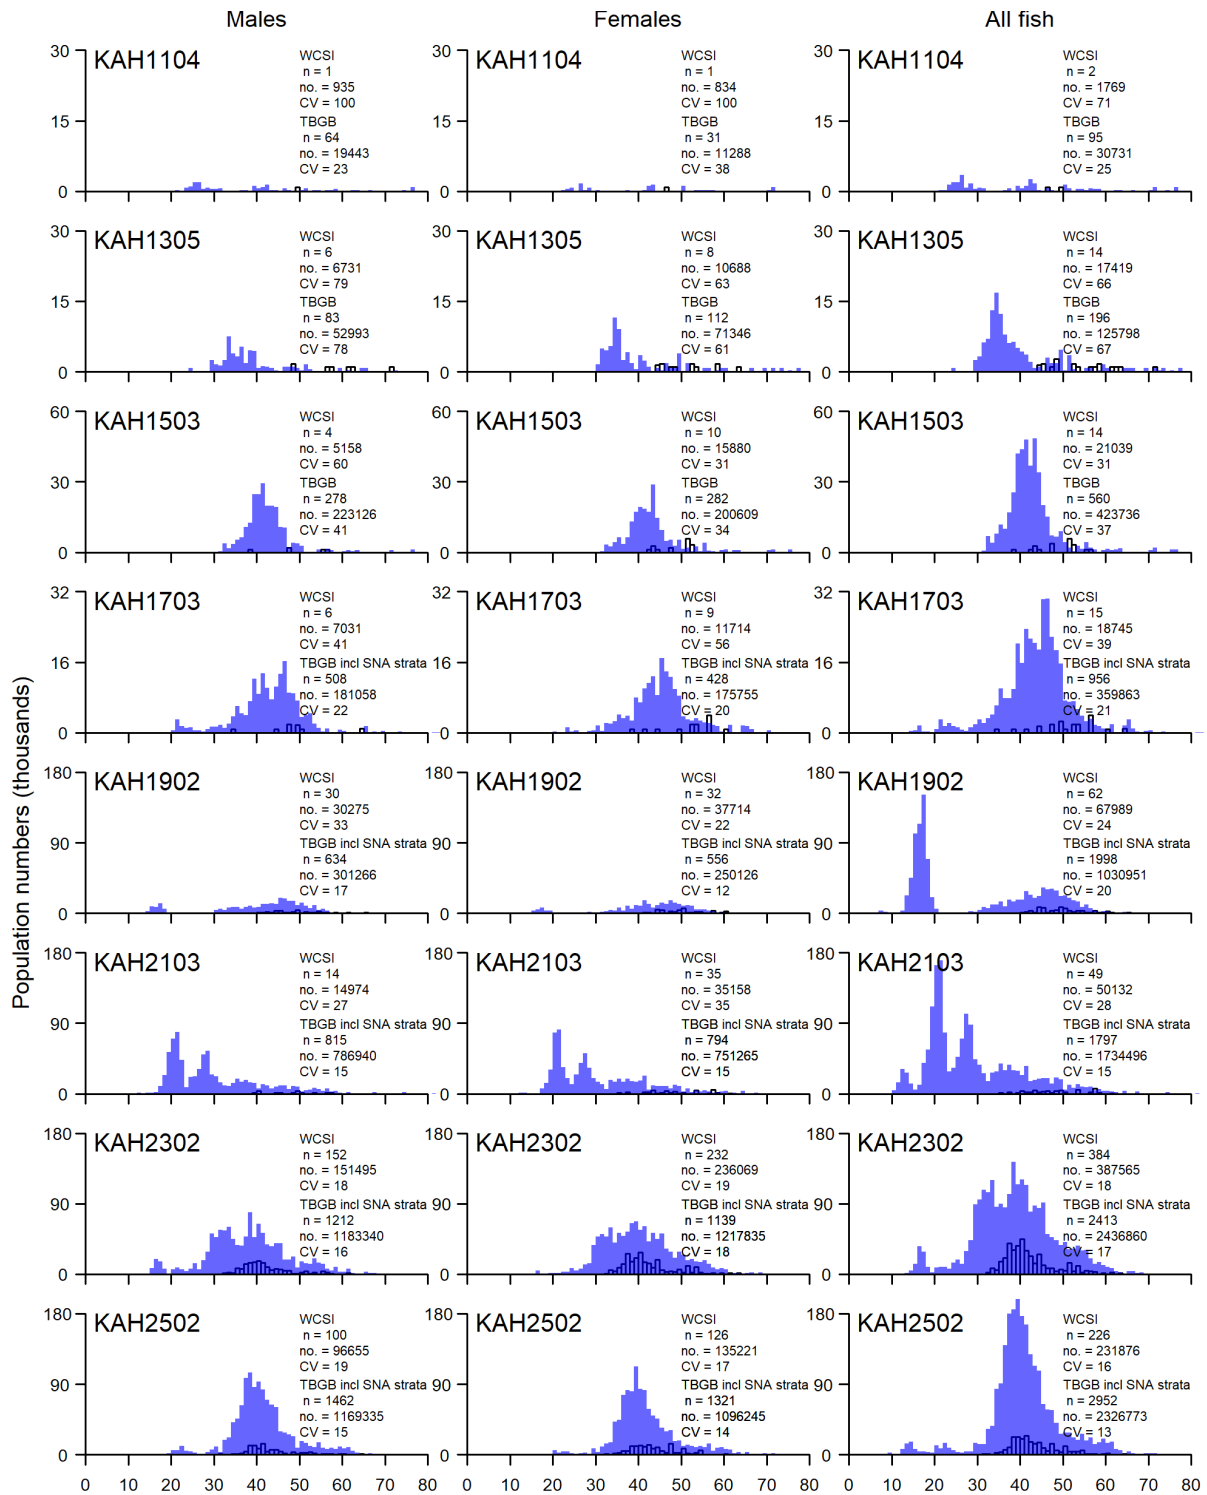 Males Females All fish
Population numbers (thousands)
30 KAH1104 WCSI 30 KAH1104 WCSI 30 KAH1104 WCSI
n = 1 n = 1 n = 2
no. = 935 no. = 834 no. = 1769
CV = 100 CV = 100 CV = 71
15 TBGB 15 TBGB 15 TBGB
n = 64 n = 31 n = 95
no. = 19443 no. = 11288 no. = 30731
CV = 23 CV = 38 CV = 25
0 0 0
30 KAH1305 WCSI 30 KAH1305 WCSI 30 KAH1305 WCSI
n = 6 n = 8 n = 14
no. = 6731 no. = 10688 no. = 17419
CV = 79 CV = 63 CV = 66
15 TBGB 15 TBGB 15 TBGB
n = 83 n = 112 n = 196
no. = 52993 no. = 71346 no. = 125798
CV = 78 CV = 61 CV = 67
0 0 0
60 KAH1503 WCSI 60 KAH1503 WCSI 60 KAH1503 WCSI
n = 4 n = 10 n = 14
no. = 5158 no. = 15880 no. = 21039
CV = 60 CV = 31 CV = 31
30 TBGB 30 TBGB 30 TBGB
n = 278 n = 282 n = 560
no. = 223126 no. = 200609 no. = 423736
CV = 41 CV = 34 CV = 37
0 0 0
32 KAH1703 WCSI 32 KAH1703 WCSI 32 KAH1703 WCSI
n = 6 n = 9 n = 15
no. = 7031 no. = 11714 no. = 18745
CV = 41 CV = 56 CV = 39
16 TBGB incl SNA strata 16 TBGB incl SNA strata 16 TBGB incl SNA strata
n = 508 n = 428 n = 956
no. = 181058 no. = 175755 no. = 359863
CV = 22 CV = 20 CV = 21
0 0 0
180 KAH1902 WCSI 180 KAH1902 WCSI 180 KAH1902 WCSI
n = 30 n = 32 n = 62
no. = 30275 no. = 37714 no. = 67989
CV = 33 CV = 22 CV = 24
90 TBGB incl SNA strata 90 TBGB incl SNA strata 90 TBGB incl SNA strata
n = 634 n = 556 n = 1998
no. = 301266 no. = 250126 no. = 1030951
CV = 17 CV = 12 CV = 20
0 0 0
180 KAH2103 WCSI 180 KAH2103 WCSI 180 KAH2103 WCSI
n = 14 n = 35 n = 49
no. = 14974 no. = 35158 no. = 50132
CV = 27 CV = 35 CV = 28
90 TBGB incl SNA strata 90 TBGB incl SNA strata 90 TBGB incl SNA strata
n = 815 n = 794 n = 1797
no. = 786940 no. = 751265 no. = 1734496
CV = 15 CV = 15 CV = 15
0 0 0
180 KAH2302 WCSI 180 KAH2302 WCSI 180 KAH2302 WCSI
n = 152 n = 232 n = 384
no. = 151495 no. = 236069 no. = 387565
CV = 18 CV = 19 CV = 18
90 TBGB incl SNA strata 90 TBGB incl SNA strata 90 TBGB incl SNA strata
n = 1212 n = 1139 n = 2413
no. = 1183340 no. = 1217835 no. = 2436860
CV = 16 CV = 18 CV = 17
0 0 0
180 KAH2502 WCSI 180 KAH2502 WCSI 180 KAH2502 WCSI
n = 100 n = 126 n = 226
no. = 96655 no. = 135221 no. = 231876
CV = 19 CV = 17 CV = 16
90 TBGB incl SNA strata 90 TBGB incl SNA strata 90 TBGB incl SNA strata
n = 1462 n = 1321 n = 2952
no. = 1169335 no. = 1096245 no. = 2326773
CV = 15 CV = 14 CV = 13
0 0 0
0 10 20 30 40 50 60 70 80 0 10 20 30 40 50 60 70 80 0 10 20 30 40 50 60 70 80